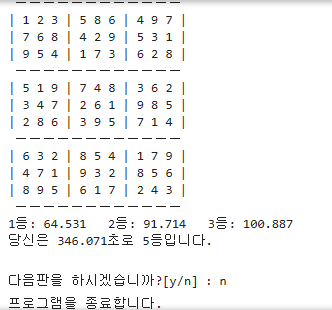 — — — — — — — — — — — —
| 1 2 3 | 5 8 6 | 4 9 7 |
| 7 6 8 | 4 2 9 | 5 3 1 |
| 9 5 4 | 1 7 3 | 6 2 8 |
— — — — — — — — — — — —
| 5 1 9 | 7 4 8 | 3 6 2 |
| 3 4 7 | 2 6 1 | 9 8 5 |
| 2 8 6 | 3 9 5 | 7 1 4 |
— — — — — — — — — — — —
| 6 3 2 | 8 5 4 | 1 7 9 |
| 4 7 1 | 9 3 2 | 8 5 6 |
| 8 9 5 | 6 1 7 | 2 4 3 |
— — — — — — — — — — — —
1등: 64.531 2등: 91.714 3등: 100.887
당신은 346.071초로 5등입니다.
다음판을 하시겠습니까?[y/n] : n
프로그램을 종료합니다.